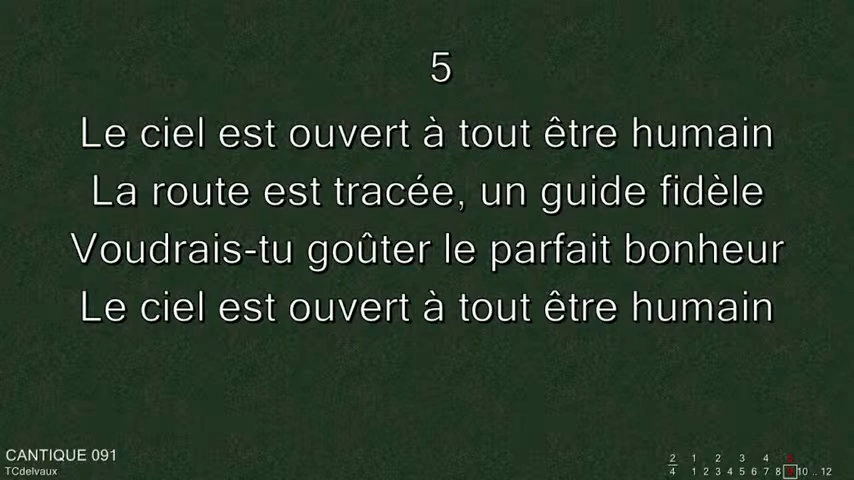 5
Le ciel est ouvert à tout être humain
La route est tracée, un guide fidèle
Voudrais-tu goûter le parfait bonheur
Le ciel est ouvert à tout être humain
CANTIQUE 091
TCdelvaux
2 1 2 3 4
4 1 2 3 4 5 6 7 8 9 10 .. 12